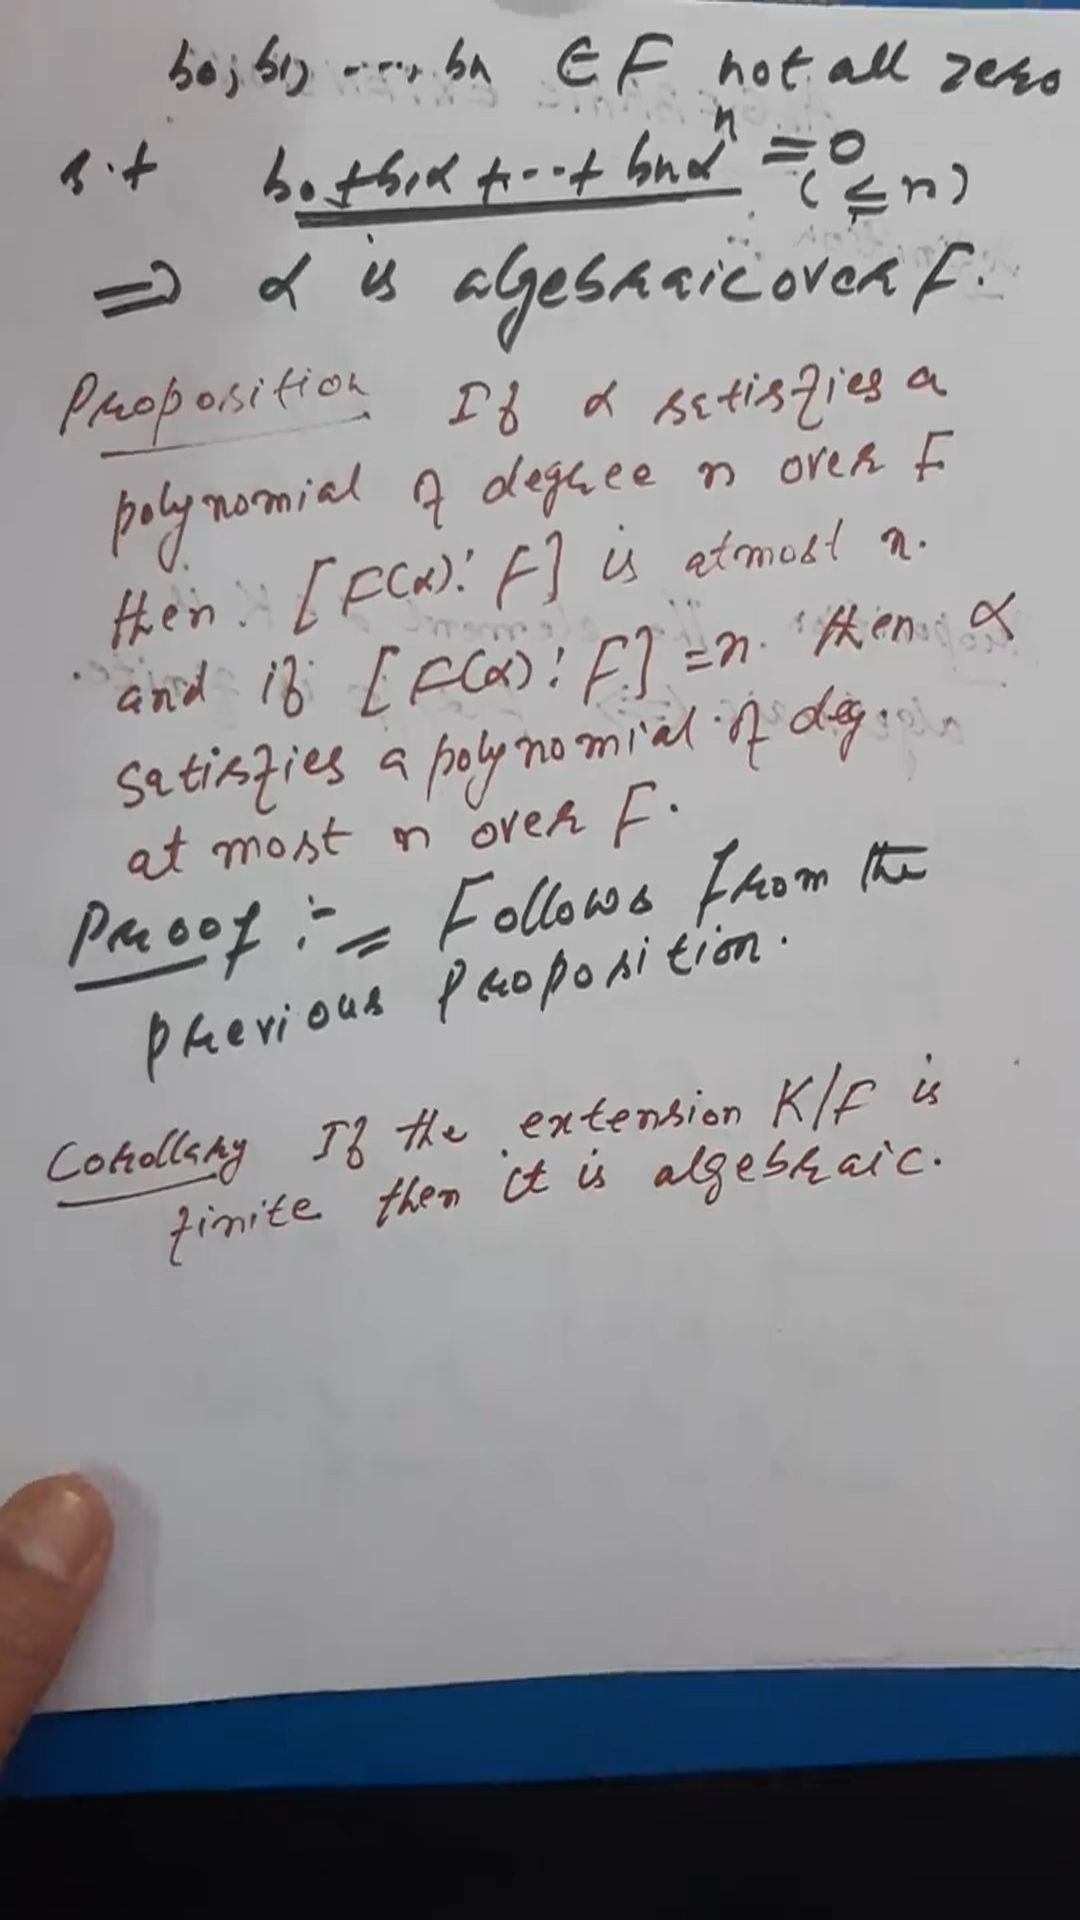 b0, b1, ...., bn ∈ F not all zero
s.t b0+b1α+...+bnα^n = 0
(≤n)
⇒ α is algebraic over F.
Proposition If α satisfies a
polynomial of degree n over F
then [F(α):F] is atmost n.
and if [F(α):F]=n. then α
satisfies a polynomial of deg.
at most n over F.
Proof :- Follows from the
previous proposition.
Corollary If the extension K/F is
finite then it is algebraic.